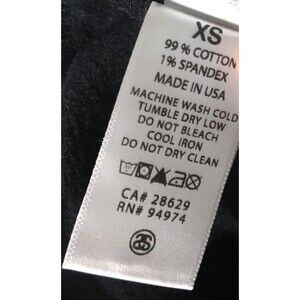 XS
99% COTTON
1% SPANDEX
MADE IN USA
MACHINE WASH COLD
TUMBLE DRY LOW
DO NOT BLEACH
COOL IRON
DO NOT DRY CLEAN
CA# 28629
RN# 94974